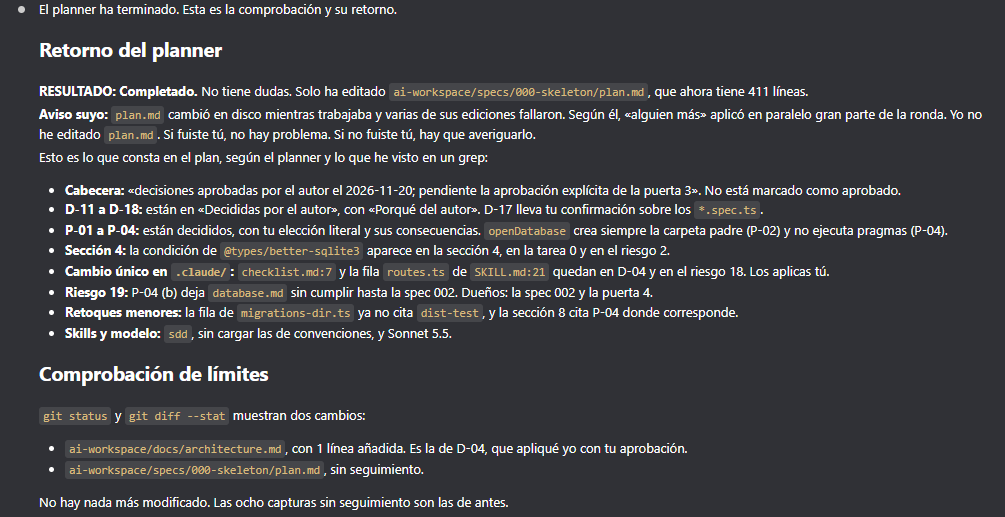 El planner ha terminado. Esta es la comprobación y su retorno.
Retorno del planner
RESULTADO: Completado. No tiene dudas. Solo ha editado ai-workspace/specs/000-skeleton/plan.md, que ahora tiene 411 líneas.
Aviso suyo: plan.md cambió en disco mientras trabajaba y varias de sus ediciones fallaron. Según él, «alguien más» aplicó en paralelo gran parte de la ronda. Yo no
he editado plan.md. Si fuiste tú, no hay problema. Si no fuiste tú, hay que averiguarlo.
Esto es lo que consta en el plan, según el planner y lo que he visto en un grep:
• Cabecera: «decisiones aprobadas por el autor el 2026-11-20; pendiente la aprobación explícita de la puerta 3». No está marcado como aprobado.
• D-11 a D-18: están en «Decididas por el autor», con «Porqué del autor». D-17 lleva tu confirmación sobre los *.spec.ts.
• P-01 a P-04: están decididos, con tu elección literal y sus consecuencias. openDatabase crea siempre la carpeta padre (P-02) y no ejecuta pragmas (P-04).
• Sección 4: la condición de @types/better-sqlite3 aparece en la sección 4, en la tarea 0 y en el riesgo 2.
• Cambio único en .claude/: checklist.md:7 y la fila routes.ts de SKILL.md:21 quedan en D-04 y en el riesgo 18. Los aplicas tú.
• Riesgo 19: P-04 (b) deja database.md sin cumplir hasta la spec 002. Dueños: la spec 002 y la puerta 4.
• Retoques menores: la fila de migrations-dir.ts ya no cita dist-test, y la sección 8 cita P-04 donde corresponde.
• Skills y modelo: sdd, sin cargar las de convenciones, y Sonnet 5.5.
Comprobación de límites
git status y git diff --stat muestran dos cambios:
• ai-workspace/docs/architecture.md, con 1 línea añadida. Es la de D-04, que apliqué yo con tu aprobación.
• ai-workspace/specs/000-skeleton/plan.md, sin seguimiento.
No hay nada más modificado. Las ocho capturas sin seguimiento son las de antes.